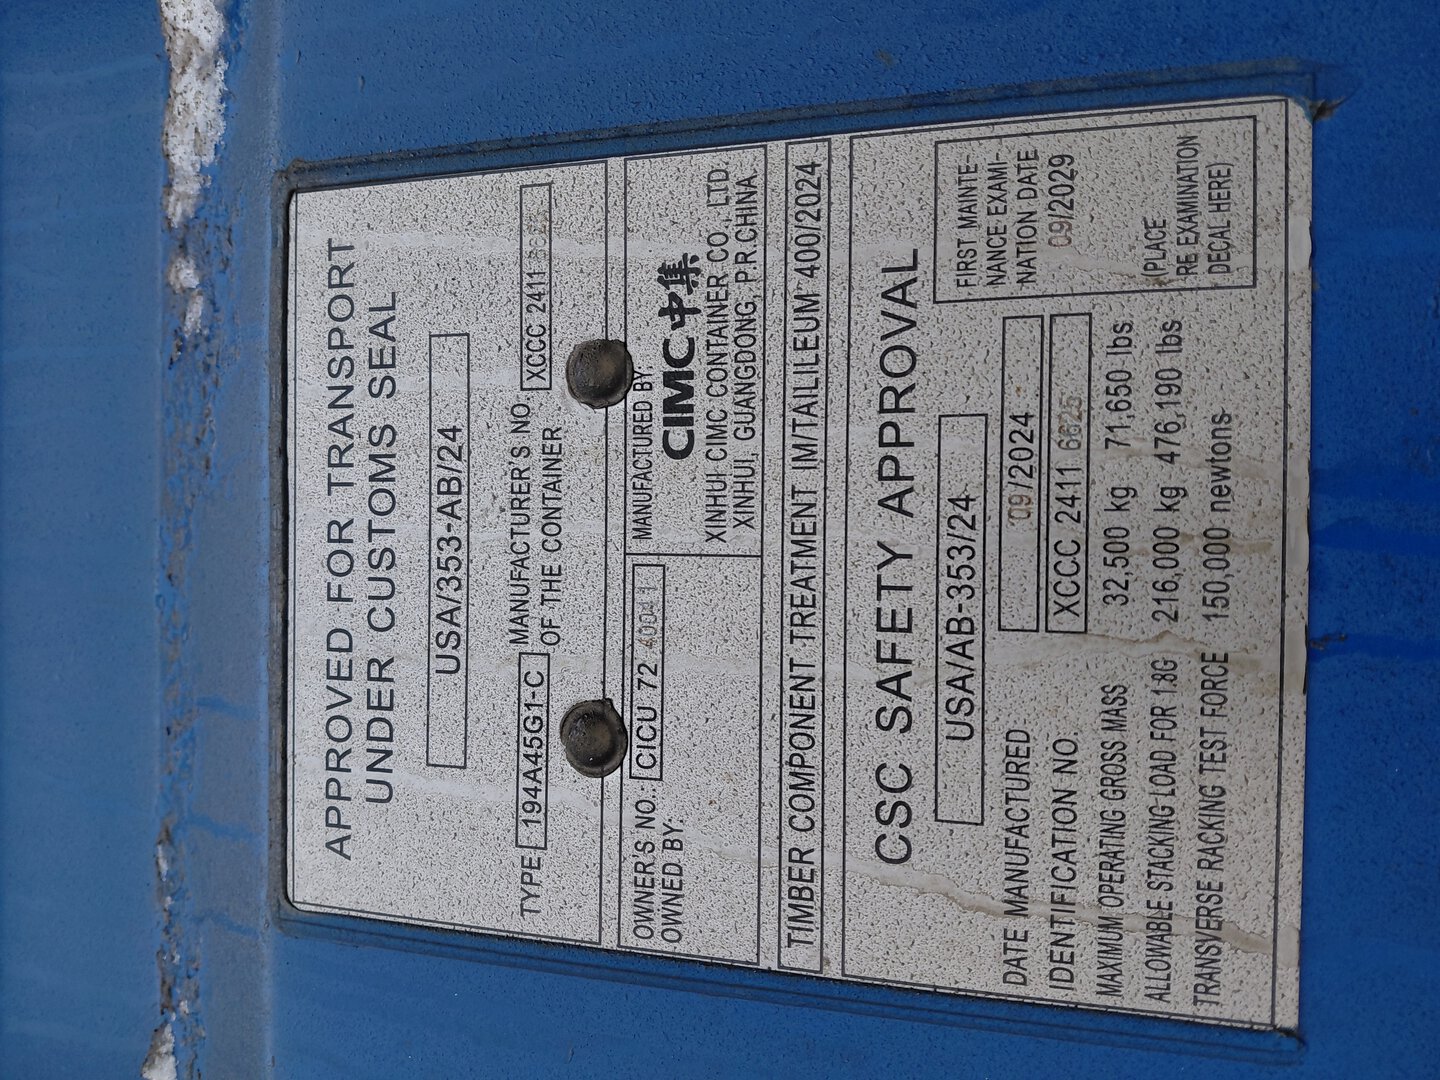 APPROVED FOR TRANSPORT
UNDER CUSTOMS SEAL
USA/353-AB/24
TYPE 194A45G1-C MANUFACTURER'S NO. OF THE CONTAINER XCCC 2411
OWNER'S NO.: CICU 72 4004 1
OWNED BY:
MANUFACTURED BY
CIMC中集
XINHUI CIMC CONTAINER CO., LTD.
XINHUI, GUANGDONG, P.R.CHINA
TIMBER COMPONENT TREATMENT IM/TAILILEUM 400/2024
CSC SAFETY APPROVAL
USA/AB-353/24
DATE MANUFACTURED 09/2024
IDENTIFICATION NO. XCCC 2411 6625
MAXIMUM OPERATING GROSS MASS 32,500 kg 71,650 lbs
ALLOWABLE STACKING LOAD FOR 1.8G 216,000 kg 476,190 lbs
TRANSVERSE RACKING TEST FORCE 150,000 newtons
FIRST MAINTE-
NANCE EXAMI-
NATION DATE
09/2029
(PLACE
RE EXAMINATION
DECAL HERE)